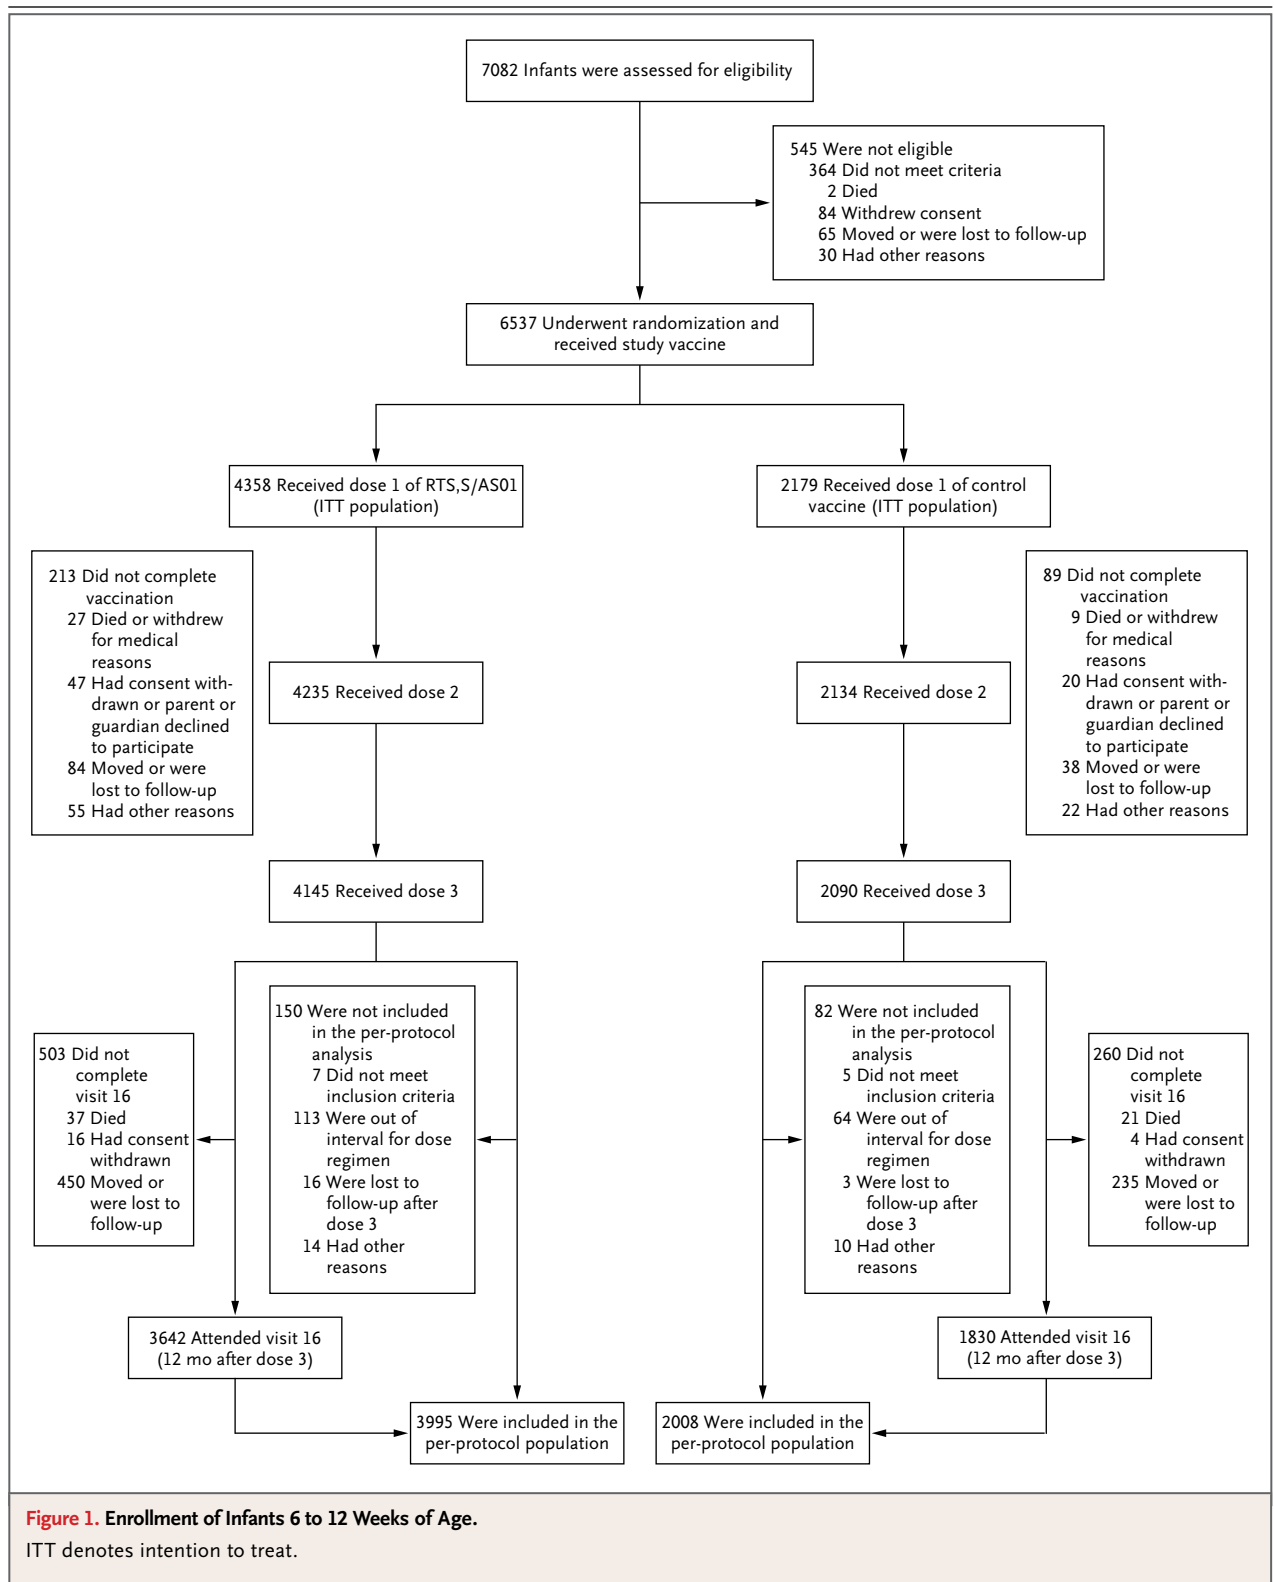 7082 Infants were assessed for eligibility
545 Were not eligible
364 Did not meet criteria
2 Died
84 Withdrew consent
65 Moved or were lost to follow-up
30 Had other reasons
6537 Underwent randomization and
received study vaccine
4358 Received dose 1 of RTS,S/AS01
(ITT population)
2179 Received dose 1 of control
vaccine (ITT population)
213 Did not complete
vaccination
27 Died or withdrew
for medical
reasons
47 Had consent with-
drawn or parent or
guardian declined
to participate
84 Moved or were
lost to follow-up
55 Had other reasons
89 Did not complete
vaccination
9 Died or withdrew
for medical
reasons
20 Had consent with-
drawn or parent or
guardian declined
to participate
38 Moved or were
lost to follow-up
22 Had other reasons
4235 Received dose 2
2134 Received dose 2
4145 Received dose 3
2090 Received dose 3
503 Did not
complete
visit 16
37 Died
16 Had consent
withdrawn
450 Moved or
were lost to
follow-up
150 Were not included
in the per-protocol
analysis
7 Did not meet
inclusion criteria
113 Were out of
interval for dose
regimen
16 Were lost to
follow-up after
dose 3
14 Had other
reasons
82 Were not included
in the per-protocol
analysis
5 Did not meet
inclusion criteria
64 Were out of
interval for dose
regimen
3 Were lost to
follow-up after
dose 3
10 Had other
reasons
260 Did not
complete
visit 16
21 Died
4 Had consent
withdrawn
235 Moved or
were lost to
follow-up
3642 Attended visit 16
(12 mo after dose 3)
1830 Attended visit 16
(12 mo after dose 3)
3995 Were included in the
per-protocol population
2008 Were included in the
per-protocol population
Figure 1. Enrollment of Infants 6 to 12 Weeks of Age.
ITT denotes intention to treat.